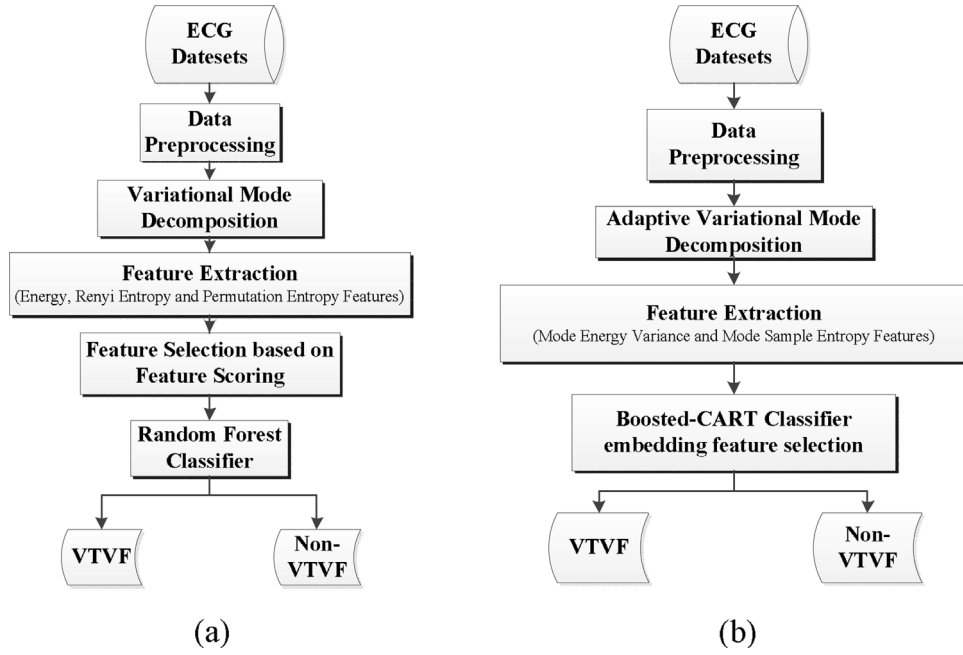 ECG
Datesets
Data
Preprocessing
Variational Mode
Decomposition
Feature Extraction
(Energy, Renyi Entropy and Permutation Entropy Features)
Feature Selection based on
Feature Scoring
Random Forest
Classifier
VTVF
Non-
VTVF
(a)
ECG
Datesets
Data
Preprocessing
Adaptive Variational Mode
Decomposition
Feature Extraction
(Mode Energy Variance and Mode Sample Entropy Features)
Boosted-CART Classifier
embedding feature selection
VTVF
Non-
VTVF
(b)